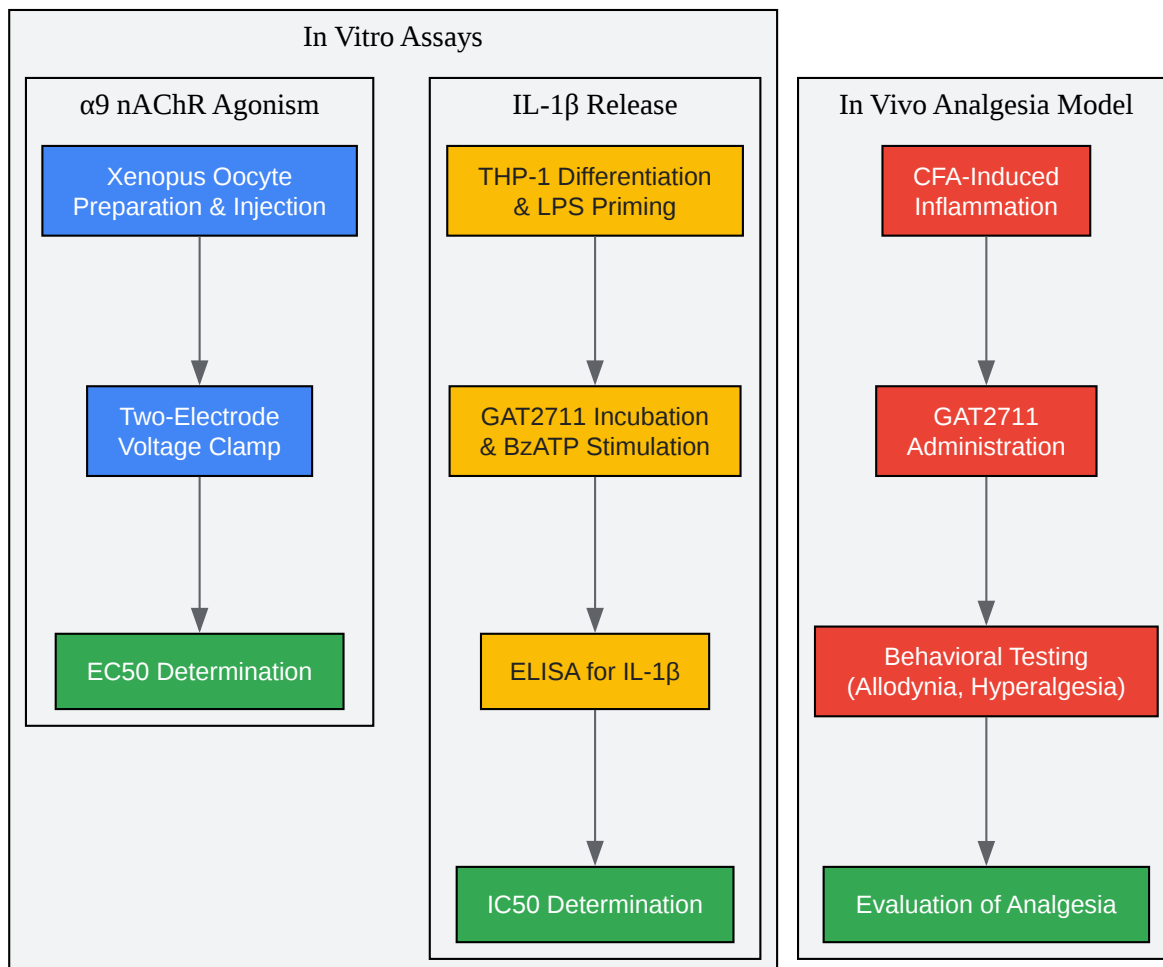 In Vitro Assays
α9 nAChR Agonism
Xenopus Oocyte
Preparation & Injection
Two-Electrode
Voltage Clamp
EC50 Determination
IL-1β Release
THP-1 Differentiation
& LPS Priming
GAT2711 Incubation
& BzATP Stimulation
ELISA for IL-1β
IC50 Determination
In Vivo Analgesia Model
CFA-Induced
Inflammation
GAT2711
Administration
Behavioral Testing
(Allodynia, Hyperalgesia)
Evaluation of Analgesia